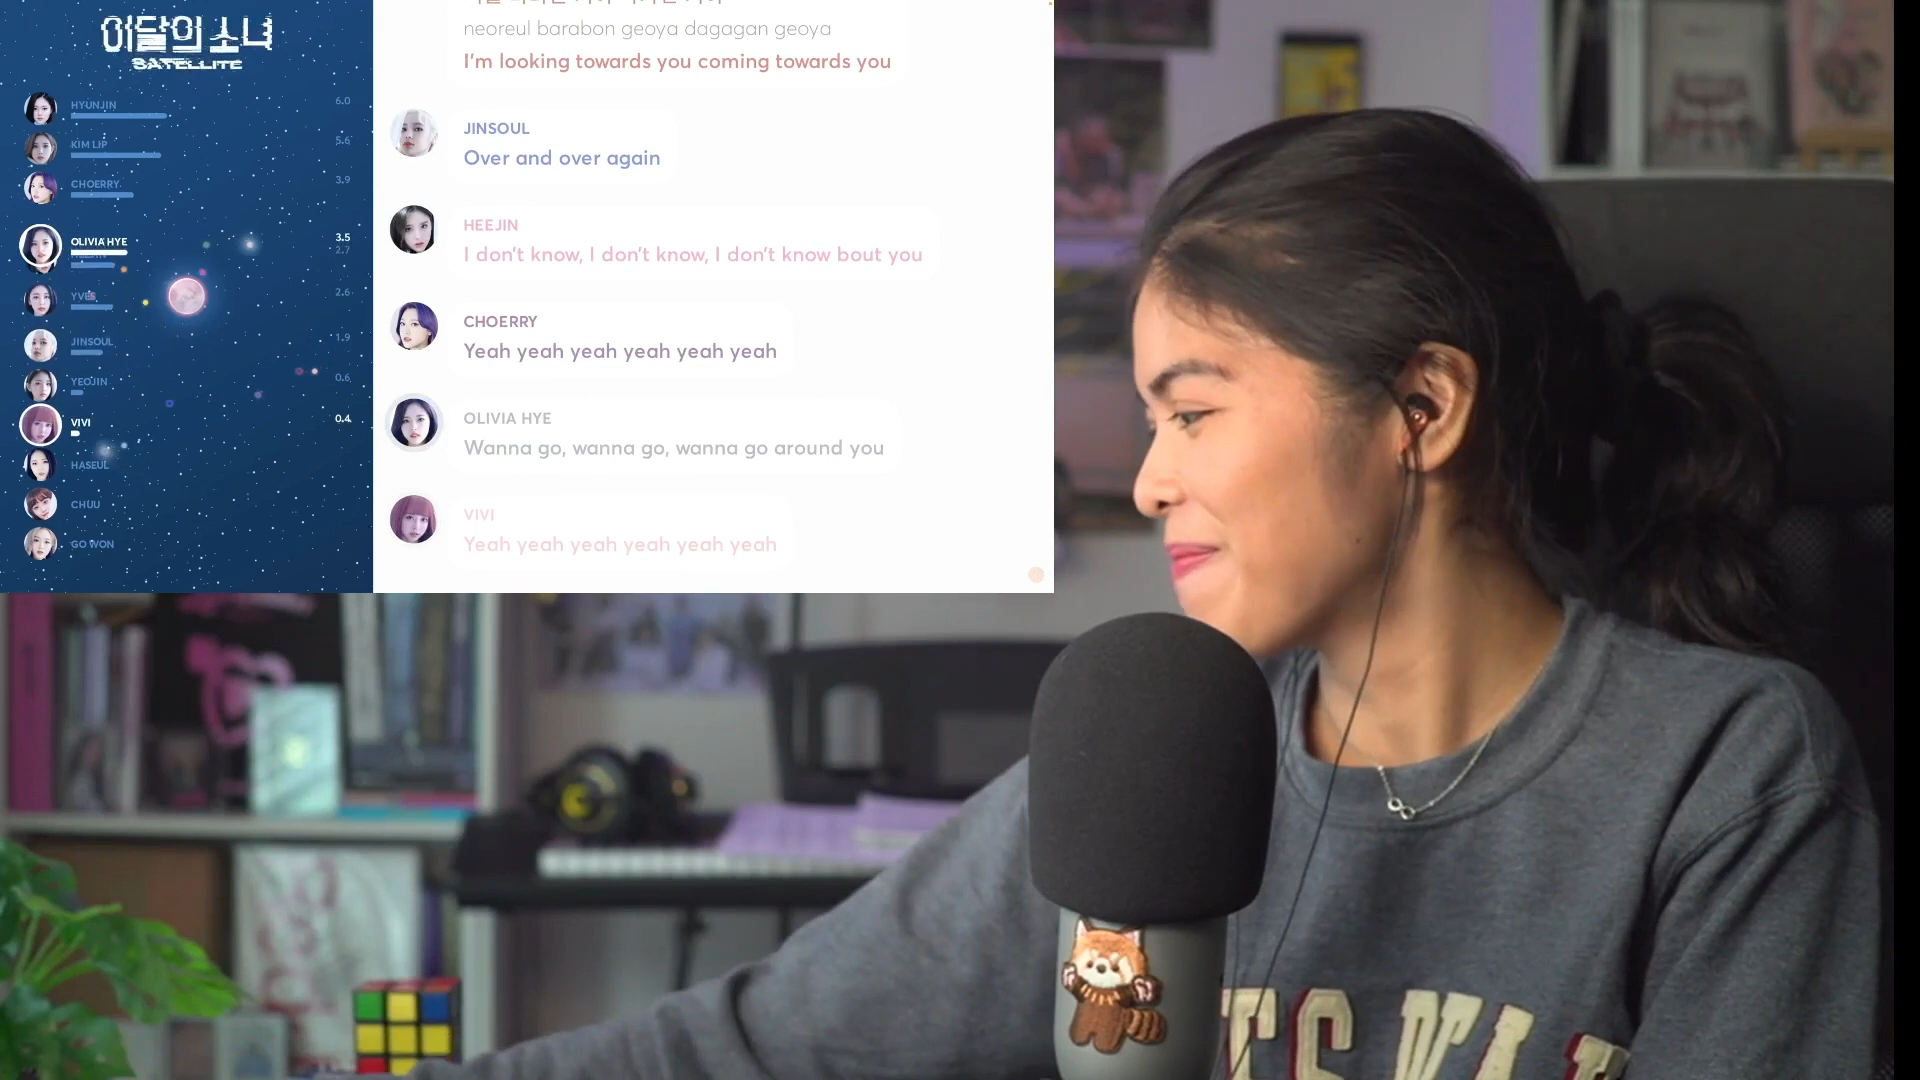 이달의 소녀
SATELLITE
HYUNJIN
6.0
KIM LIP
5.6
CHOERRY
3.9
OLIVIA HYE
3.5
2.7
YVES
2.6
JINSOUL
1.9
YEOJIN
0.6
VIVI
0.4
HASEUL
CHUU
GO WON
neoreul barabon geoya dagagan geoya
I'm looking towards you coming towards you
JINSOUL
Over and over again
HEEJIN
I don't know, I don't know, I don't know bout you
CHOERRY
Yeah yeah yeah yeah yeah yeah
OLIVIA HYE
Wanna go, wanna go, wanna go around you
VIVI
Yeah yeah yeah yeah yeah yeah